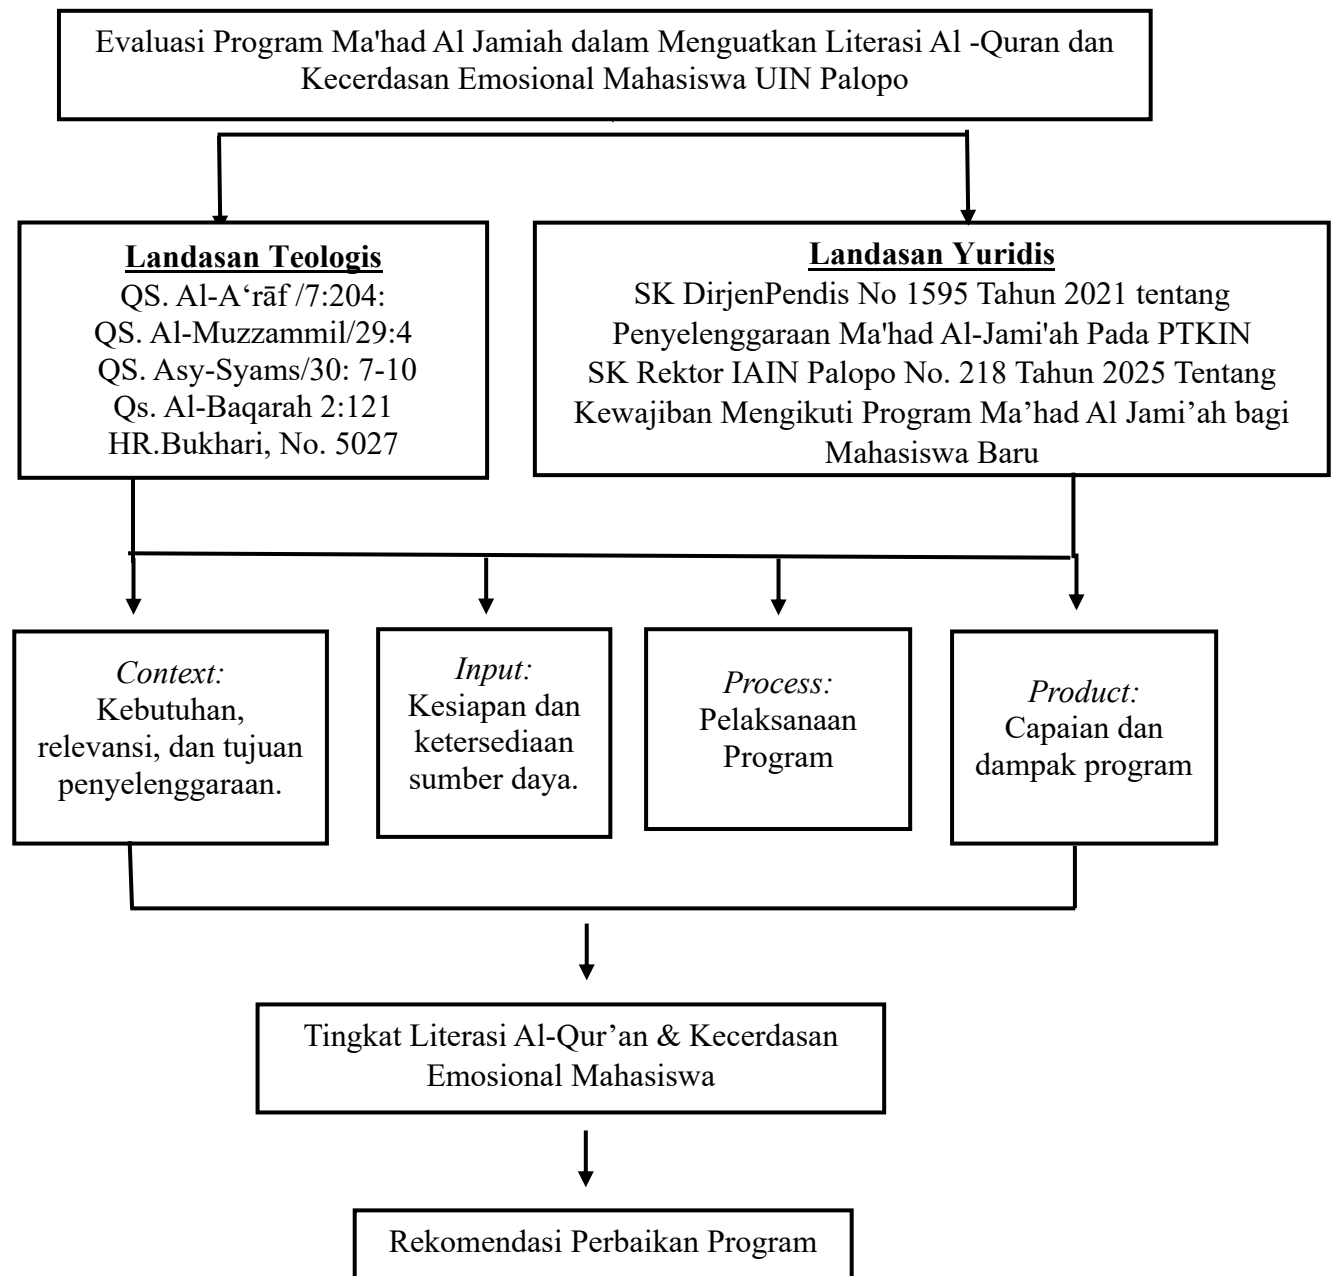 Evaluasi Program Ma'had Al Jamiah dalam Menguatkan Literasi Al -Quran dan
Kecerdasan Emosional Mahasiswa UIN Palopo
Landasan Teologis
QS. Al-A‘rāf /7:204:
QS. Al-Muzzammil/29:4
QS. Asy-Syams/30: 7-10
Qs. Al-Baqarah 2:121
HR.Bukhari, No. 5027
Landasan Yuridis
SK DirjenPendis No 1595 Tahun 2021 tentang
Penyelenggaraan Ma'had Al-Jami'ah Pada PTKIN
SK Rektor IAIN Palopo No. 218 Tahun 2025 Tentang
Kewajiban Mengikuti Program Ma’had Al Jami’ah bagi
Mahasiswa Baru
Context:
Kebutuhan,
relevansi, dan tujuan
penyelenggaraan.
Input:
Kesiapan dan
ketersediaan
sumber daya.
Process:
Pelaksanaan
Program
Product:
Capaian dan
dampak program
Tingkat Literasi Al-Qur’an & Kecerdasan
Emosional Mahasiswa
Rekomendasi Perbaikan Program